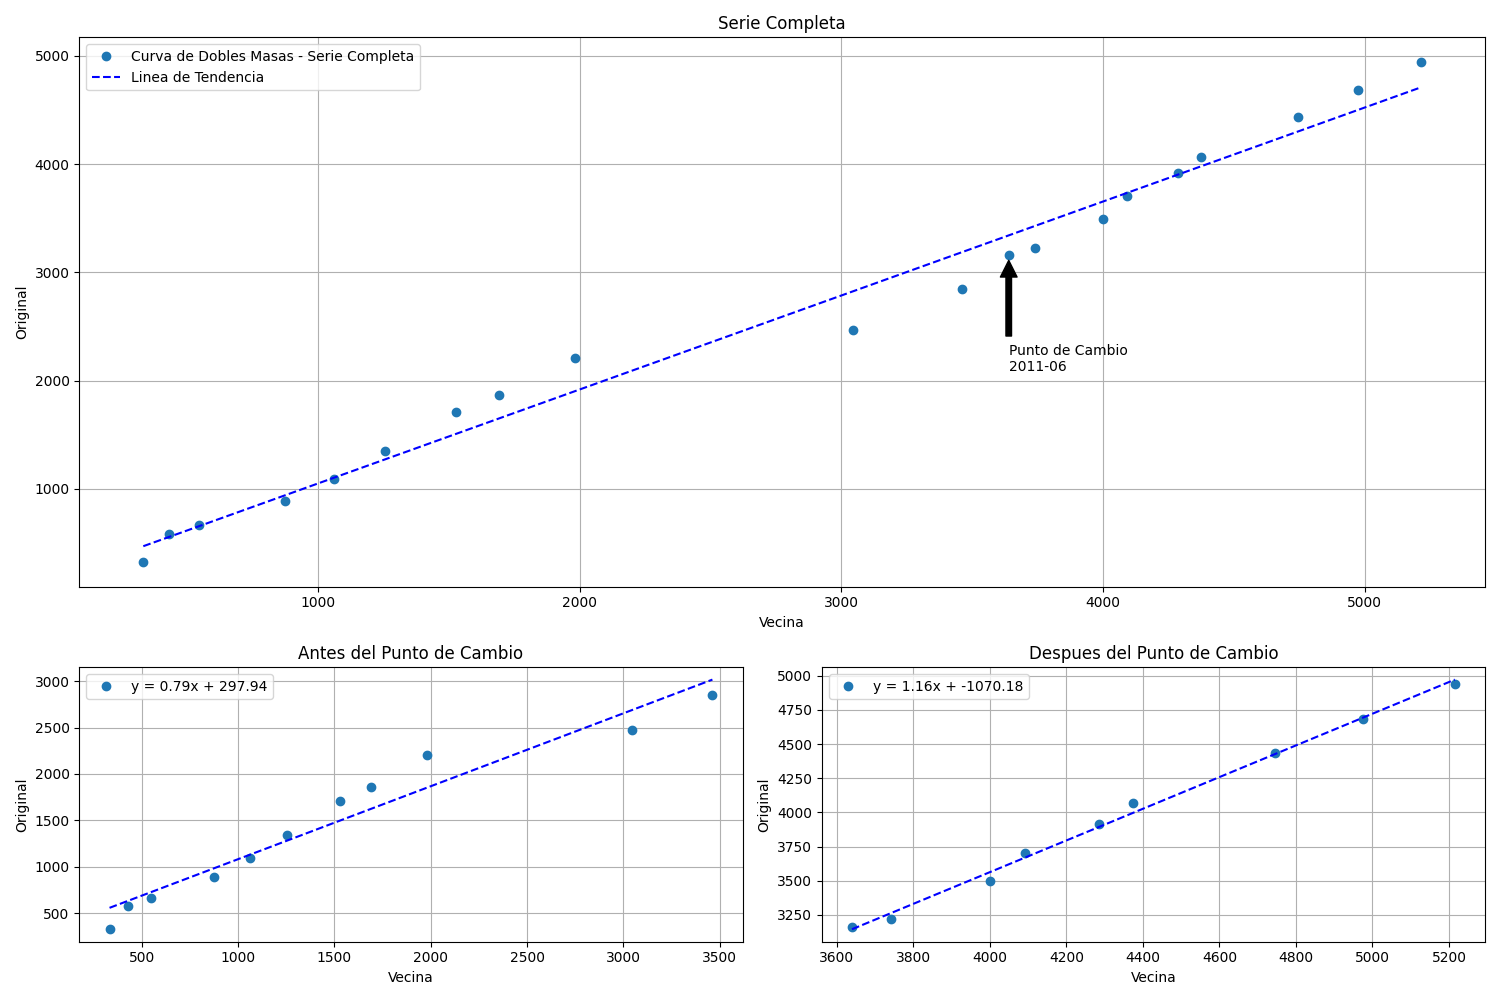 Serie Completa
Curva de Dobles Masas - Serie Completa
Linea de Tendencia
5000
4000
3000
2000
1000
Original
Punto de Cambio
2011-06
1000 2000 3000 4000 5000
Vecina
Antes del Punto de Cambio
y = 0.79x + 297.94
3000
2500
2000
1500
1000
500
Original
500 1000 1500 2000 2500 3000 3500
Vecina
Despues del Punto de Cambio
y = 1.16x + -1070.18
5000
4750
4500
4250
4000
3750
3500
3250
Original
3600 3800 4000 4200 4400 4600 4800 5000 5200
Vecina